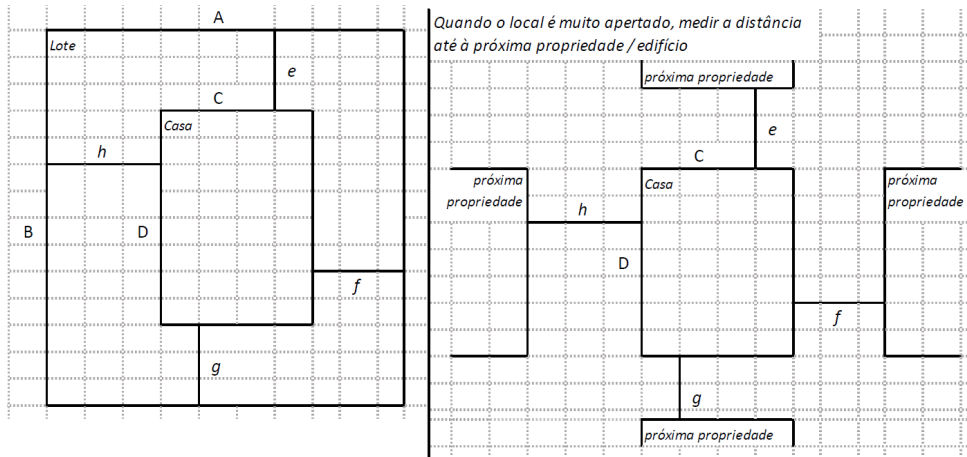 A
Lote
e
C
Casa
h
B
D
f
g
Quando o local é muito apertado, medir a distância
até à próxima propriedade / edifício
próxima propriedade
e
C
próxima
propriedade
Casa
próxima
propriedade
h
D
f
g
próxima propriedade